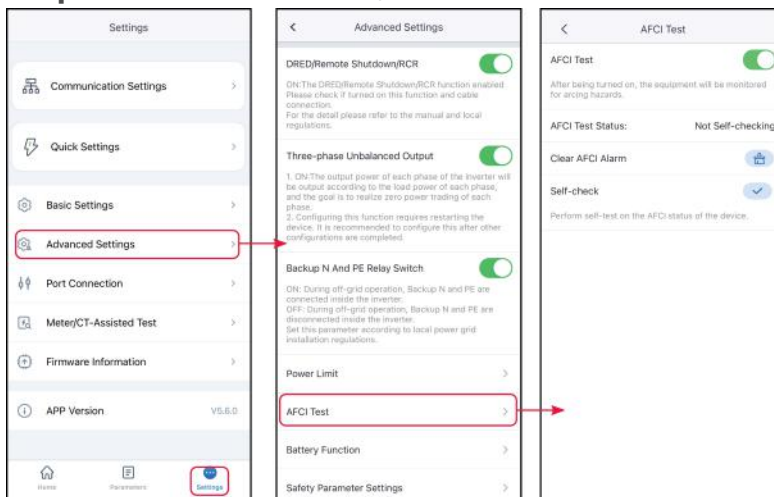 Settings
Communication Settings
Quick Settings
Basic Settings
Advanced Settings
Port Connection
Meter/CT-Assisted Test
Firmware Information
APP Version V5.6.0
Home Parameters Settings
Advanced Settings
DRED/Remote Shutdown/RCR
ON:The DRED/Remote Shutdown/RCR function enabled
Please check if turned on this function and cable
connection.
For the detail please refer to the manual and local
regulations.
Three-phase Unbalanced Output
1. ON:The output power of each phase of the inverter will
be output according to the load power of each phase,
and the goal is to realize zero power trading of each
phase.
2. Configuring this function requires restarting the
device. It is recommended to configure this after other
configurations are completed.
Backup N And PE Relay Switch
ON: During off-grid operation, Backup N and PE are
connected inside the inverter.
OFF: During off-grid operation, Backup N and PE are
disconnected inside the inverter.
Set this parameter according to local power grid
installation regulations.
Power Limit
AFCI Test
Battery Function
Safety Parameter Settings
AFCI Test
AFCI Test
After being turned on, the equipment will be monitored
for arcing hazards.
AFCI Test Status: Not Self-checking
Clear AFCI Alarm
Self-check
Perform self-test on the AFCI status of the device.